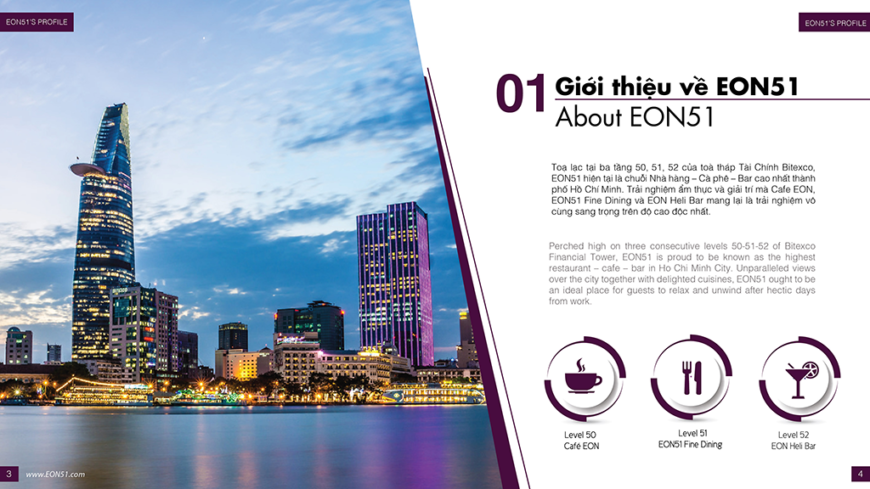 EON51'S PROFILE
EON51'S PROFILE
01
Giới thiệu về EON51
About EON51
Toạ lạc tại ba tầng 50, 51, 52 của toà tháp Tài Chính Bitexco,
EON51 hiện tại là chuỗi Nhà hàng – Cà phê – Bar cao nhất thành
phố Hồ Chí Minh. Trải nghiệm ẩm thực và giải trí mà Cafe EON,
EON51 Fine Dining và EON Heli Bar mang lại là trải nghiệm vô
cùng sang trọng trên độ cao độc nhất.
Perched high on three consecutive levels 50-51-52 of Bitexco
Financial Tower, EON51 is proud to be known as the highest
restaurant – cafe – bar in Ho Chi Minh City. Unparalleled views
over the city together with delighted cuisines, EON51 ought to be
an ideal place for guests to relax and unwind after hectic days
from work.
Level 50
Café EON
Level 51
EON51 Fine Dining
Level 52
EON Heli Bar
3
www.EON51.com
4